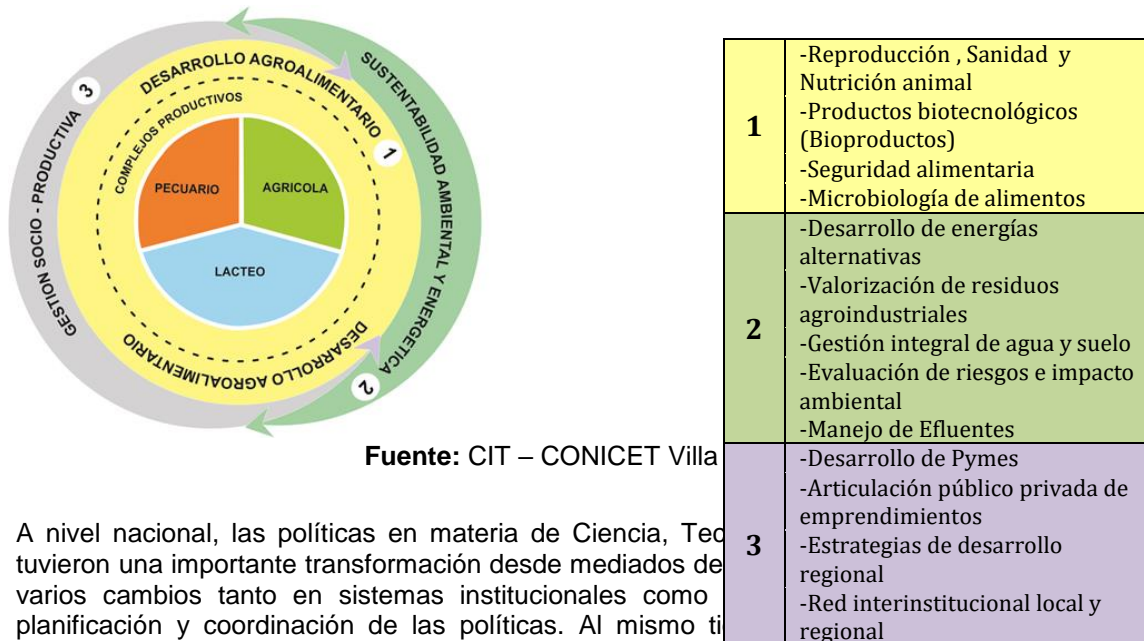 DESARROLLO AGROALIMENTARIO
1
SUSTENTABILIDAD AMBIENTAL Y ENERGETICA
2
GESTION SOCIO - PRODUCTIVA
3
COMPLEJOS PRODUCTIVOS
PECUARIO
AGRICOLA
LACTEO
DESARROLLO AGROALIMENTARIO
1
-Reproducción , Sanidad y
Nutrición animal
-Productos biotecnológicos
(Bioproductos)
-Seguridad alimentaria
-Microbiología de alimentos
2
-Desarrollo de energías
alternativas
-Valorización de residuos
agroindustriales
-Gestión integral de agua y suelo
-Evaluación de riesgos e impacto
ambiental
-Manejo de Efluentes
3
-Desarrollo de Pymes
-Articulación público privada de
emprendimientos
-Estrategias de desarrollo
regional
-Red interinstitucional local y
regional
Fuente: CIT – CONICET Villa
A nivel nacional, las políticas en materia de Ciencia, Tec
tuvieron una importante transformación desde mediados de
varios cambios tanto en sistemas institucionales como
planificación y coordinación de las políticas. Al mismo ti